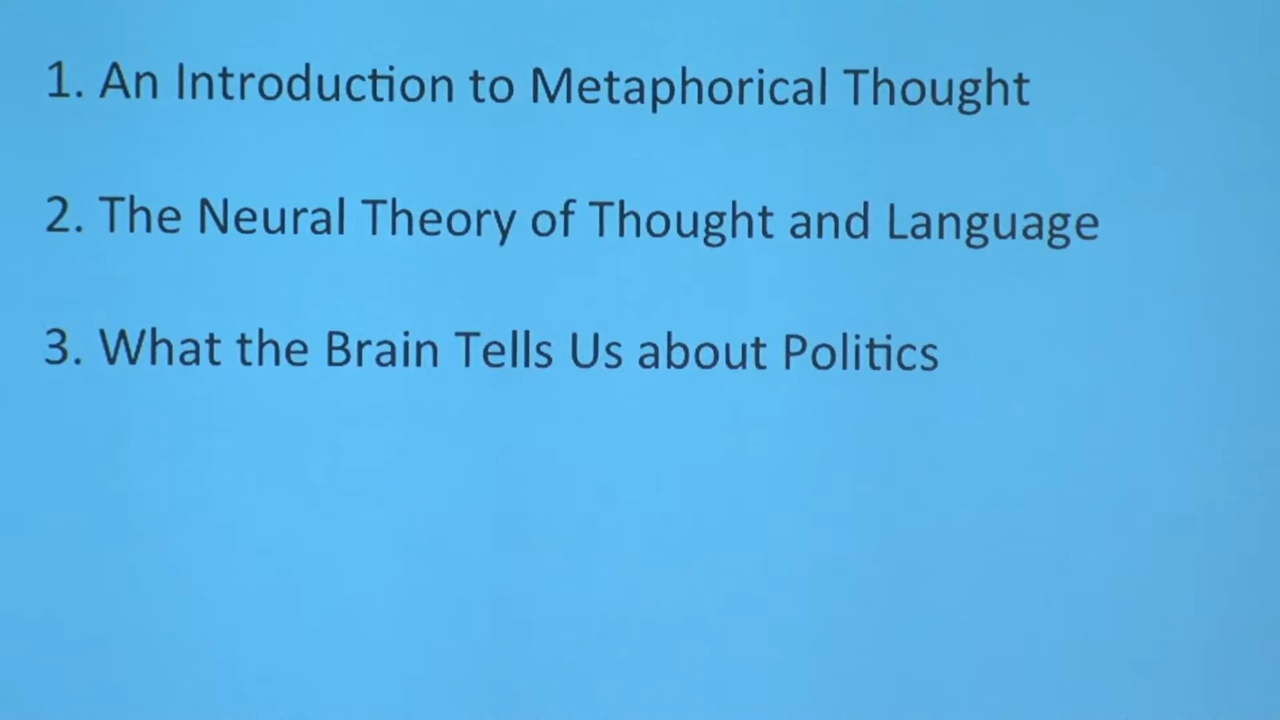 1. An Introduction to Metaphorical Thought
2. The Neural Theory of Thought and Language
3. What the Brain Tells Us about Politics